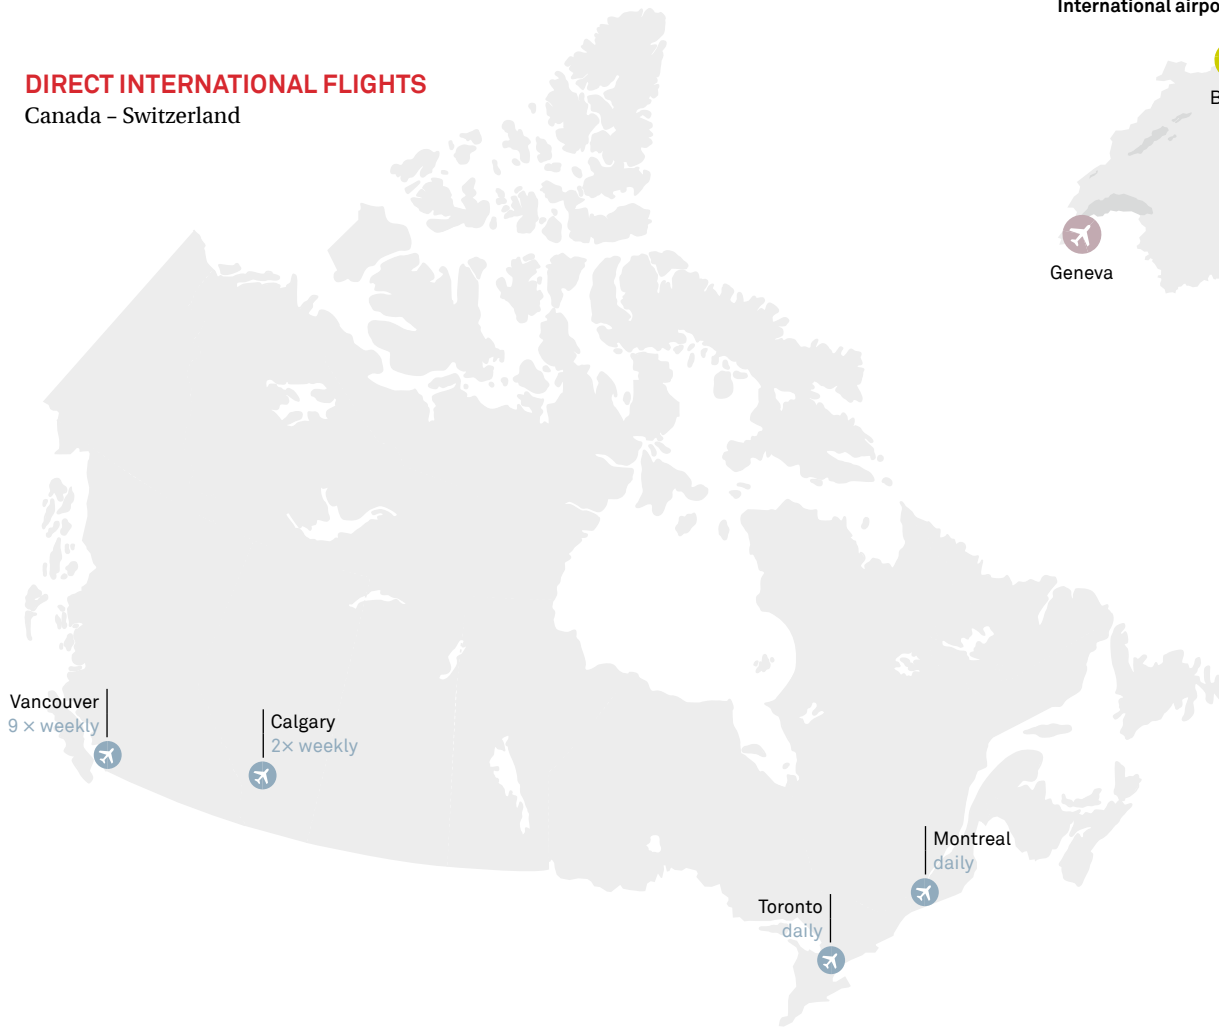 International airpo
DIRECT INTERNATIONAL FLIGHTS
Canada – Switzerland
B
Geneva
Vancouver
9 × weekly
Calgary
2× weekly
Montreal
daily
Toronto
daily